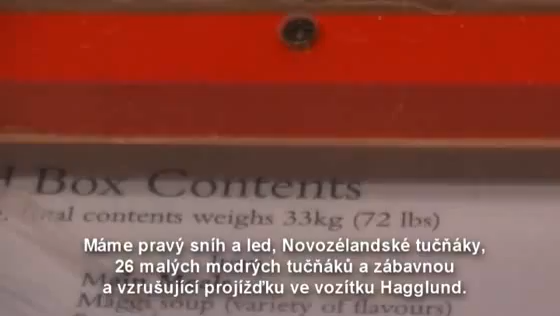 Box Contents
contents weighs 33kg (72 lbs)
Máme pravý sníh a led, Novozélandské tučňáky,
26 malých modrých tučňáků a zábavnou
a vzrušující projížďku ve vozítku Hagglund.
Maggi soup (variety of flavours)